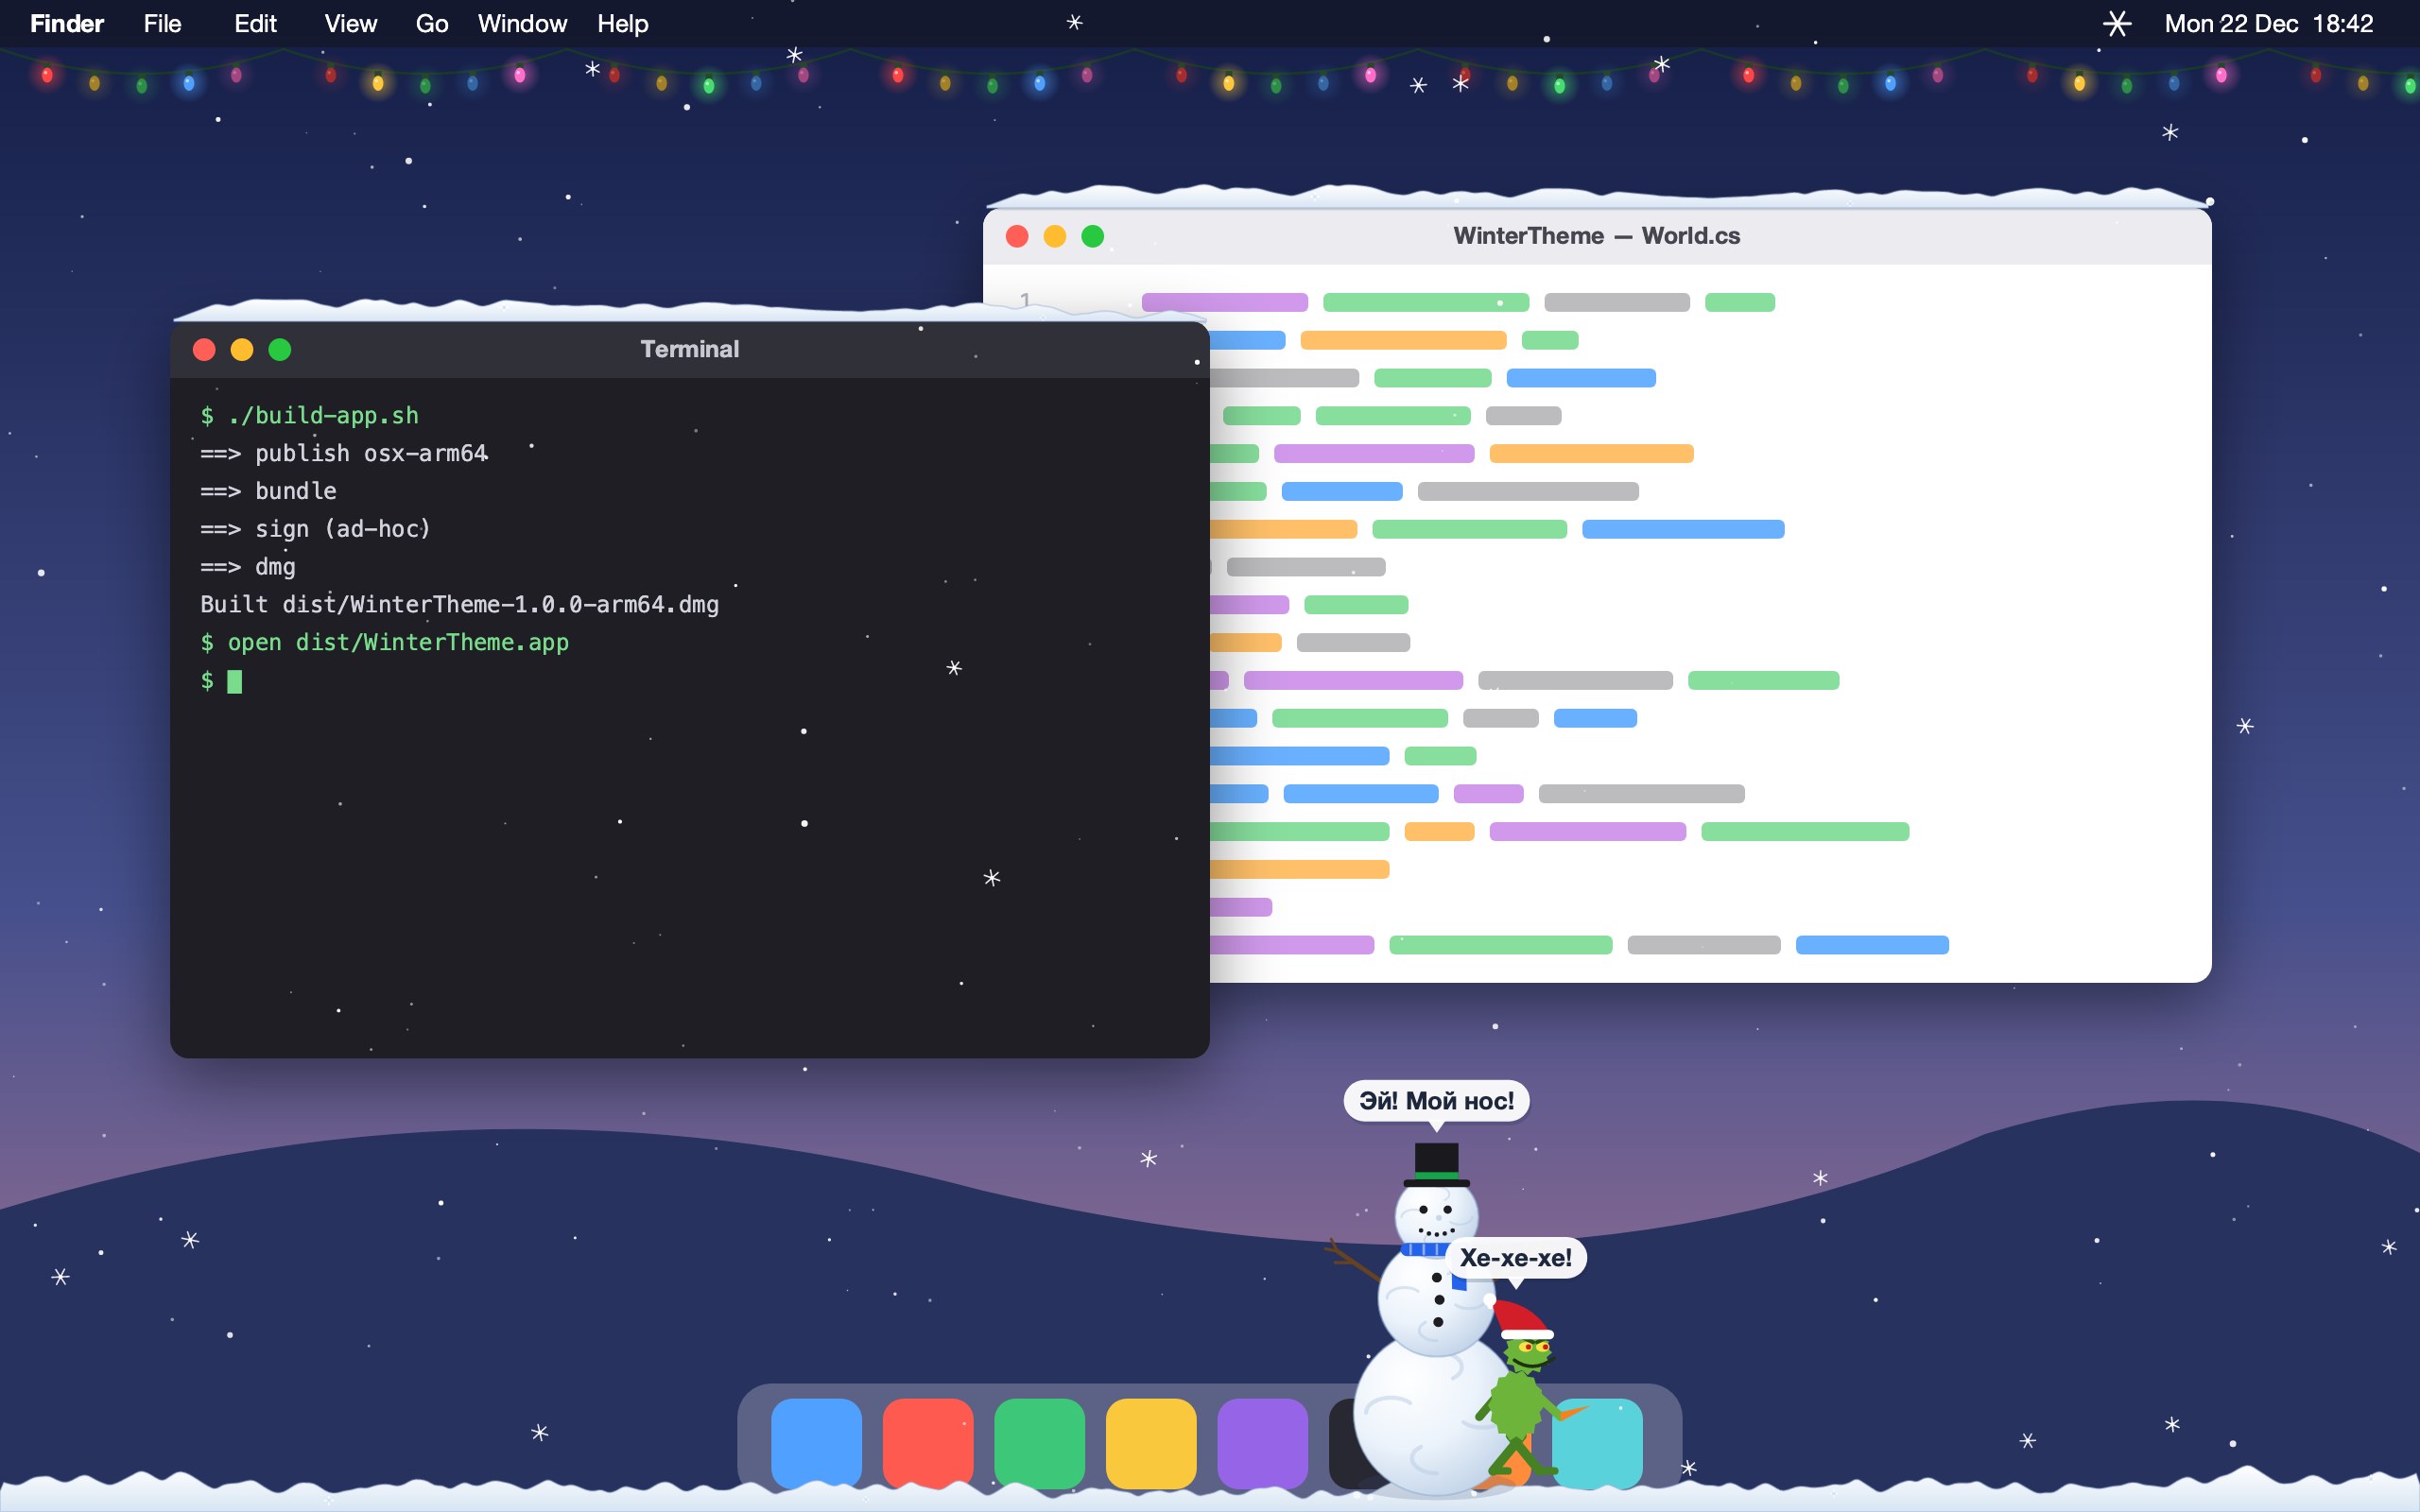 Finder File Edit View Go Window Help Mon 22 Dec 18:42
WinterTheme — World.cs
1
Terminal
$ ./build-app.sh
==> publish osx-arm64
==> bundle
==> sign (ad-hoc)
==> dmg
Built dist/WinterTheme-1.0.0-arm64.dmg
$ open dist/WinterTheme.app
$
Эй! Мой нос!
Хе-хе-хе!